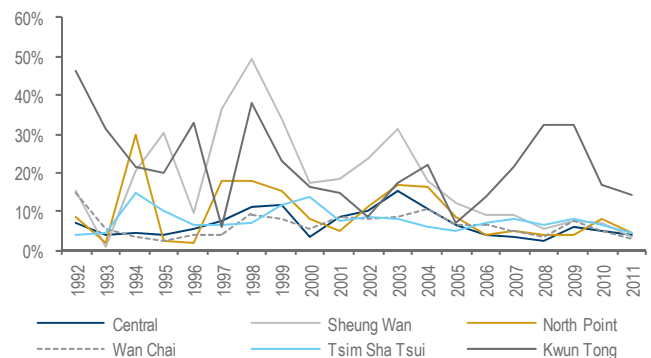 60%
50%
40%
30%
20%
10%
0%
1992 1993 1994 1995 1996 1997 1998 1999 2000 2001 2002 2003 2004 2005 2006 2007 2008 2009 2010 2011
Central Sheung Wan North Point
Wan Chai Tsim Sha Tsui Kwun Tong